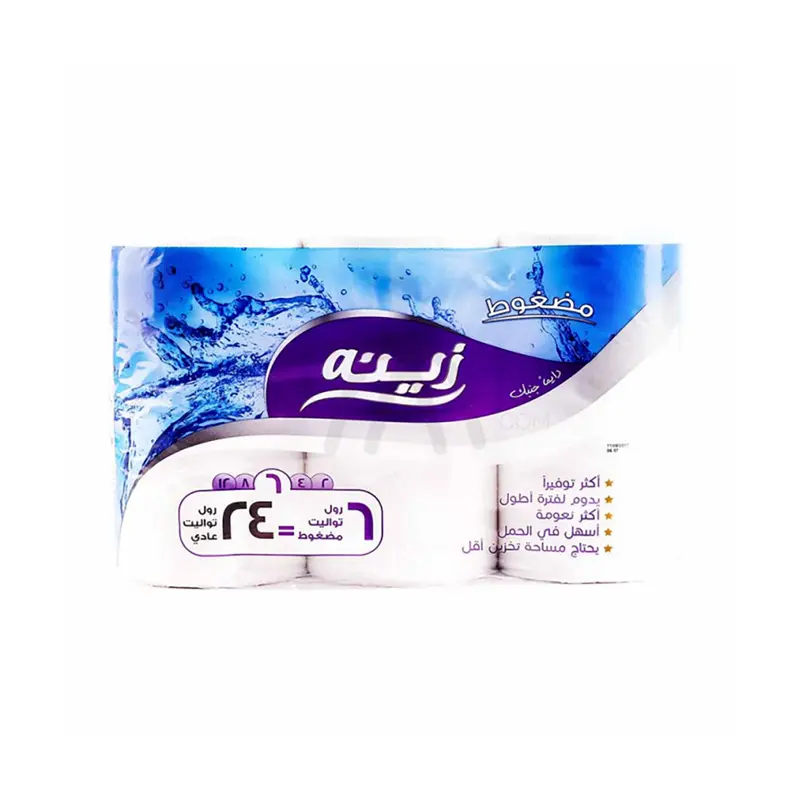 مضغوط
زينه
دايماً جنبك
أكثر توفيراً
يدوم لفترة أطول
أكثر نعومة
أسهل في الحمل
يحتاج مساحة تخزين أقل
٢ ٤ ٦ ٨ ١٢
٦ رول تواليت مضغوط = ٢٤ رول تواليت عادي